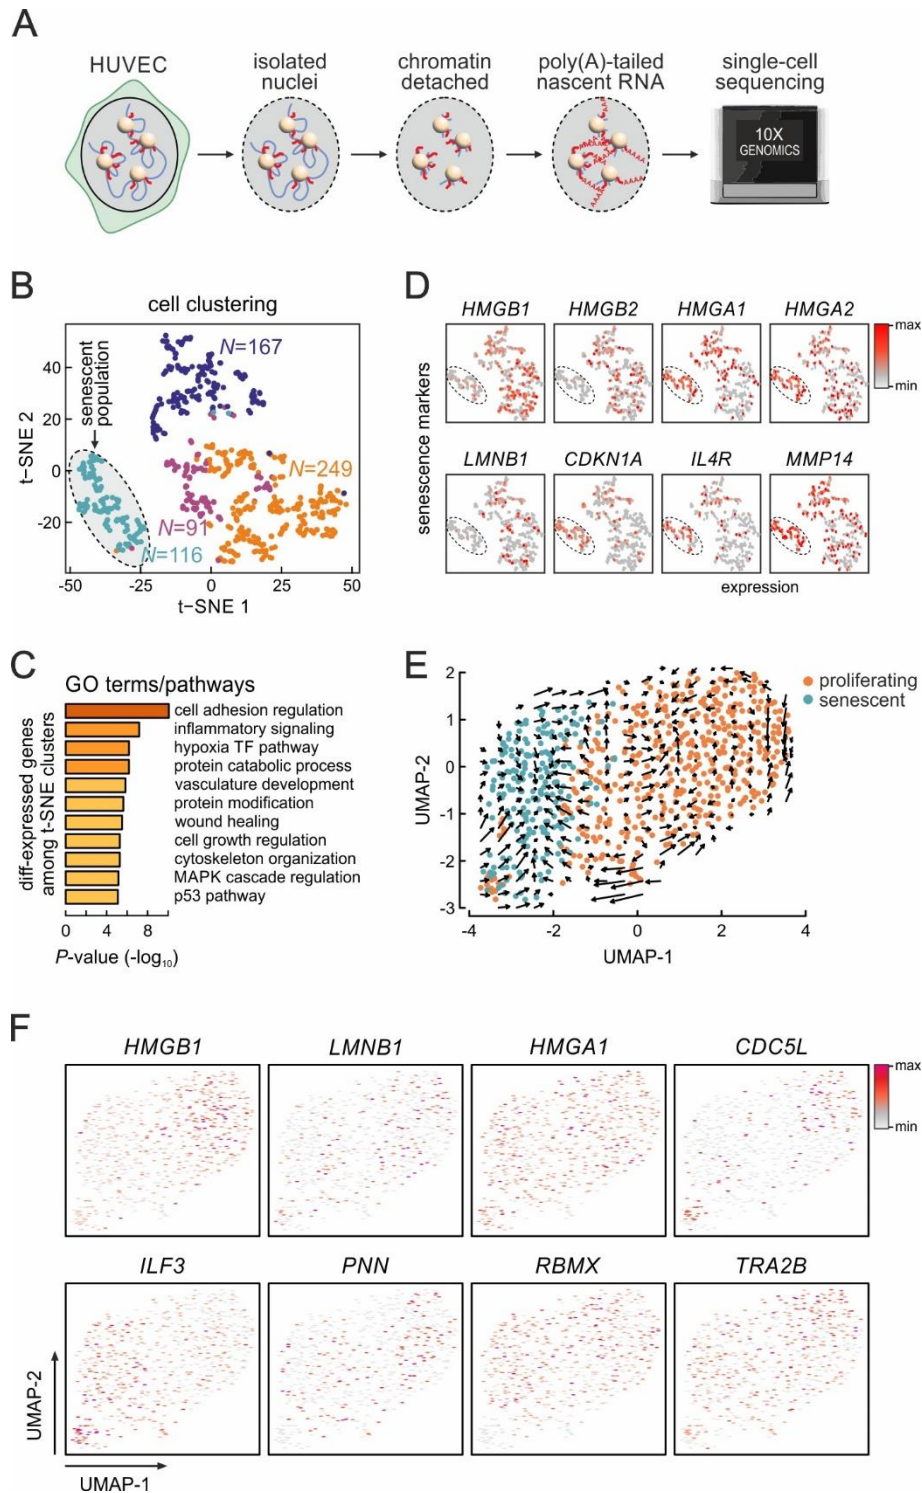 A
HUVEC
isolated
nuclei
chromatin
detached
poly(A)-tailed
nascent RNA
single-cell
sequencing
10X
GENOMICS
B
cell clustering
t−SNE 2
40
20
0
-20
senescent
population
N=167
N=249
N=91
N=116
-50
-25
0
25
50
t−SNE 1
D
senescence markers
HMGB1
HMGB2
HMGA1
HMGA2
max
min
LMNB1
CDKN1A
IL4R
MMP14
expression
C
GO terms/pathways
diff-expressed genes
among t-SNE clusters
cell adhesion regulation
inflammatory signaling
hypoxia TF pathway
protein catabolic process
vasculature development
protein modification
wound healing
cell growth regulation
cytoskeleton organization
MAPK cascade regulation
p53 pathway
0
4
8
P-value (-log₁₀)
E
proliferating
senescent
UMAP-2
2
1
0
-1
-2
-3
-4
-2
0
2
4
UMAP-1
F
HMGB1
LMNB1
HMGA1
CDC5L
max
min
ILF3
PNN
RBMX
TRA2B
UMAP-2
UMAP-1